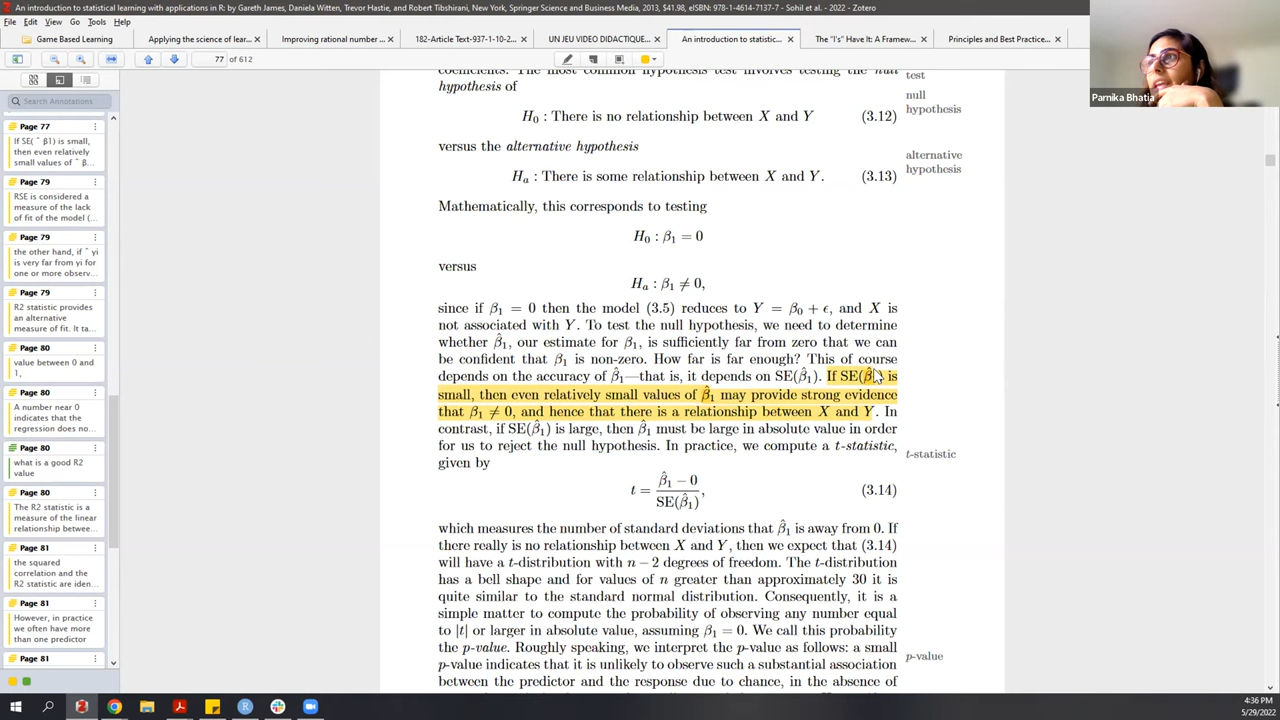 An introduction to statistical learning with applications in R: by Gareth James, Daniela Witten, Trevor Hastie, and Robert Tibshirani, New York, Springer Science and Business Media, 2013, $41.98, eISBN: 978-1-4614-7137-7 - Sohil et al. - 2022 - Zotero
File Edit View Go Tools Help
Game Based Learning
Applying the science of lear...
Improving rational number ...
182-Article Text-937-1-10-2...
UN JEU VIDEO DIDACTIQUE...
An introduction to statistic...
The "I's" Have It: A Framew...
Principles and Best Practice...
77 of 612
Search Annotations
Page 77
If SE( ˆ β1) is small,
then even relatively
small values of ˆ β...
Page 79
RSE is considered a
measure of the lack
of fit of the model (...
Page 79
the other hand, if ˆ yi
is very far from yi for
one or more observ...
Page 79
R2 statistic provides
an alternative
measure of fit. It ta...
Page 80
value between 0 and
1,
Page 80
A number near 0
indicates that the
regression does no...
Page 80
what is a good R2
value
Page 80
The R2 statistic is a
measure of the linear
relationship betwee...
Page 81
the squared
correlation and the
R2 statistic are iden...
Page 81
However, in practice
we often have more
than one predictor
Page 81
coefficients. The most common hypothesis test involves testing the null
hypothesis of
H0 : There is no relationship between X and Y (3.12)
versus the alternative hypothesis
Ha : There is some relationship between X and Y. (3.13)
Mathematically, this corresponds to testing
H0 : β1 = 0
versus
Ha : β1 ≠ 0,
since if β1 = 0 then the model (3.5) reduces to Y = β0 + ϵ, and X is
not associated with Y. To test the null hypothesis, we need to determine
whether β̂1, our estimate for β1, is sufficiently far from zero that we can
be confident that β1 is non-zero. How far is far enough? This of course
depends on the accuracy of β̂1—that is, it depends on SE(β̂1). If SE(β̂ is
small, then even relatively small values of β̂1 may provide strong evidence
that β1 ≠ 0, and hence that there is a relationship between X and Y. In
contrast, if SE(β̂1) is large, then β̂1 must be large in absolute value in order
for us to reject the null hypothesis. In practice, we compute a t-statistic,
given by
t = (β̂1 − 0) / SE(β̂1), (3.14)
which measures the number of standard deviations that β̂1 is away from 0. If
there really is no relationship between X and Y, then we expect that (3.14)
will have a t-distribution with n − 2 degrees of freedom. The t-distribution
has a bell shape and for values of n greater than approximately 30 it is
quite similar to the standard normal distribution. Consequently, it is a
simple matter to compute the probability of observing any number equal
to |t| or larger in absolute value, assuming β1 = 0. We call this probability
the p-value. Roughly speaking, we interpret the p-value as follows: a small
p-value indicates that it is unlikely to observe such a substantial association
between the predictor and the response due to chance, in the absence of
test
null
hypothesis
alternative
hypothesis
t-statistic
p-value
Parnika Bhatia
4:36 PM
5/29/2022